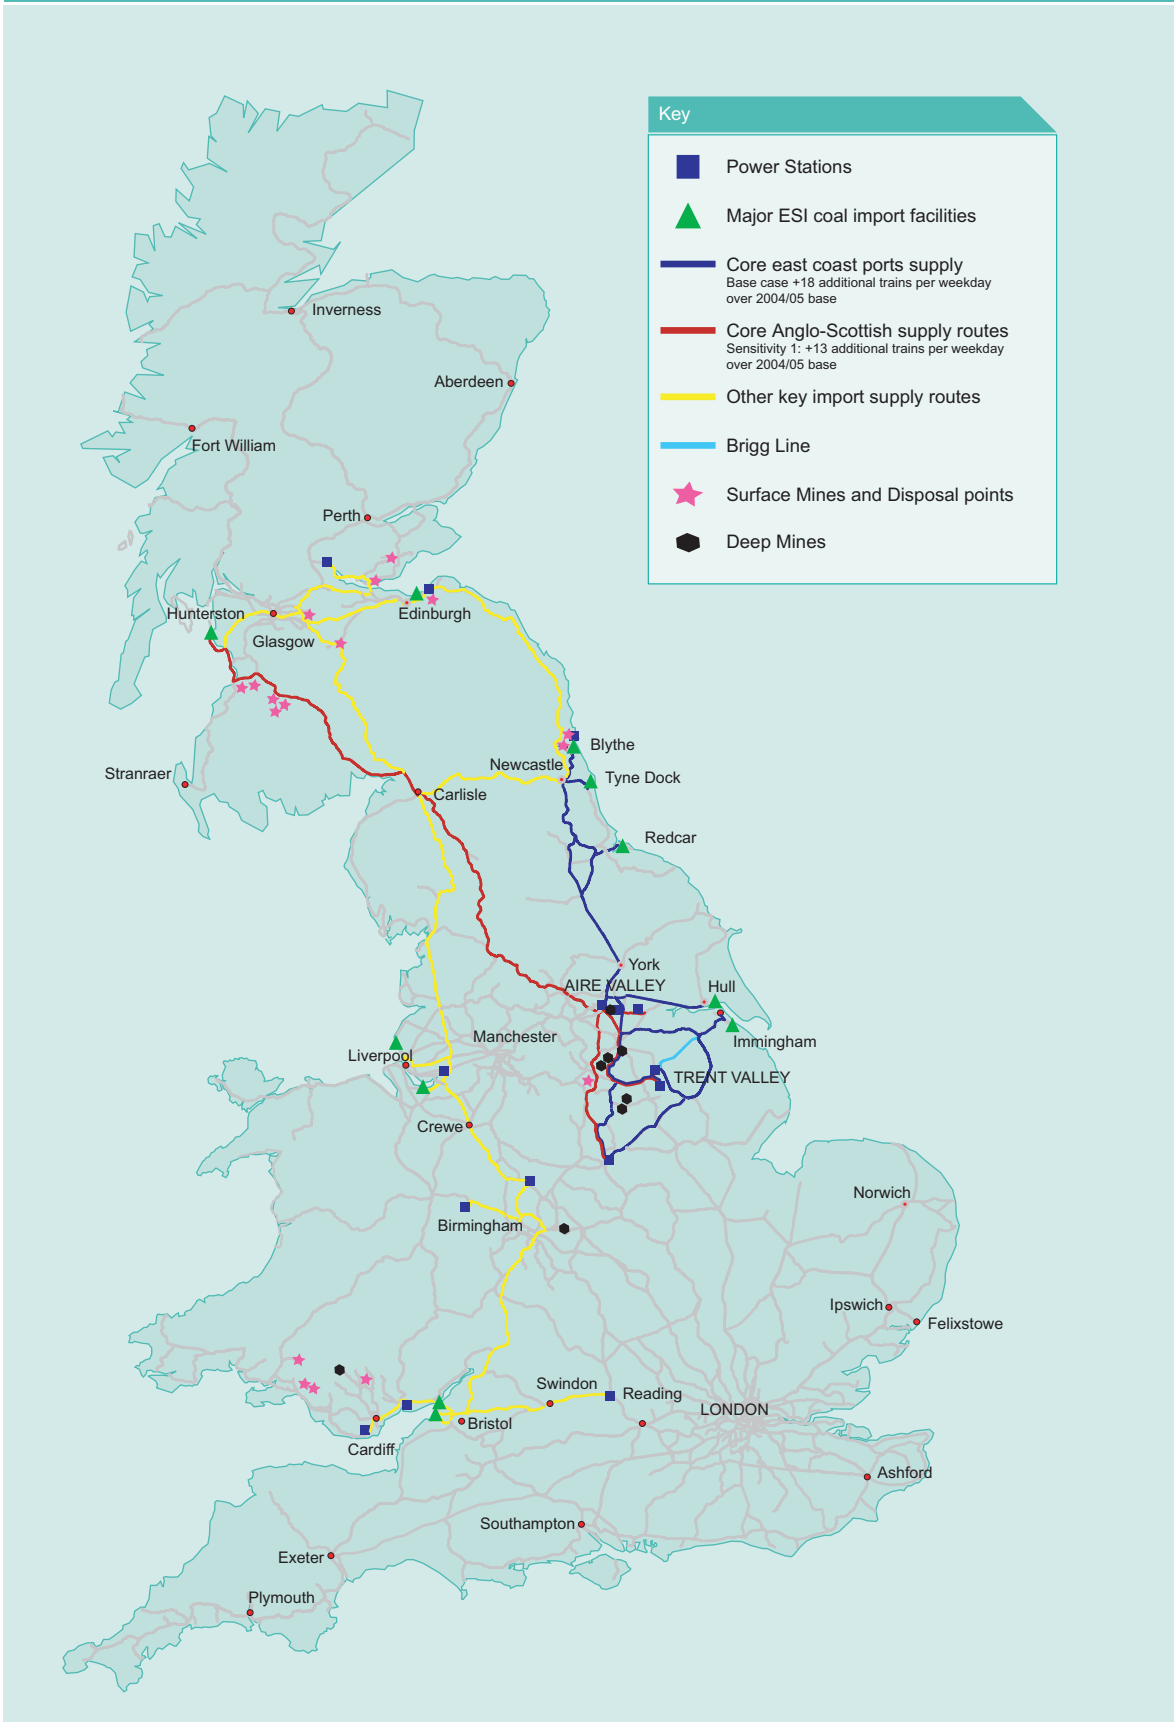 Key
Power Stations
Major ESI coal import facilities
Core east coast ports supply
Base case +18 additional trains per weekday
over 2004/05 base
Core Anglo-Scottish supply routes
Sensitivity 1: +13 additional trains per weekday
over 2004/05 base
Other key import supply routes
Brigg Line
Surface Mines and Disposal points
Deep Mines
Inverness
Aberdeen
Fort William
Perth
Hunterston
Edinburgh
Glasgow
Blythe
Newcastle
Stranraer
Tyne Dock
Carlisle
Redcar
York
AIRE VALLEY
Hull
Manchester
Immingham
Liverpool
TRENT VALLEY
Crewe
Norwich
Birmingham
Ipswich
Felixstowe
Swindon
Reading
LONDON
Bristol
Cardiff
Ashford
Southampton
Exeter
Plymouth